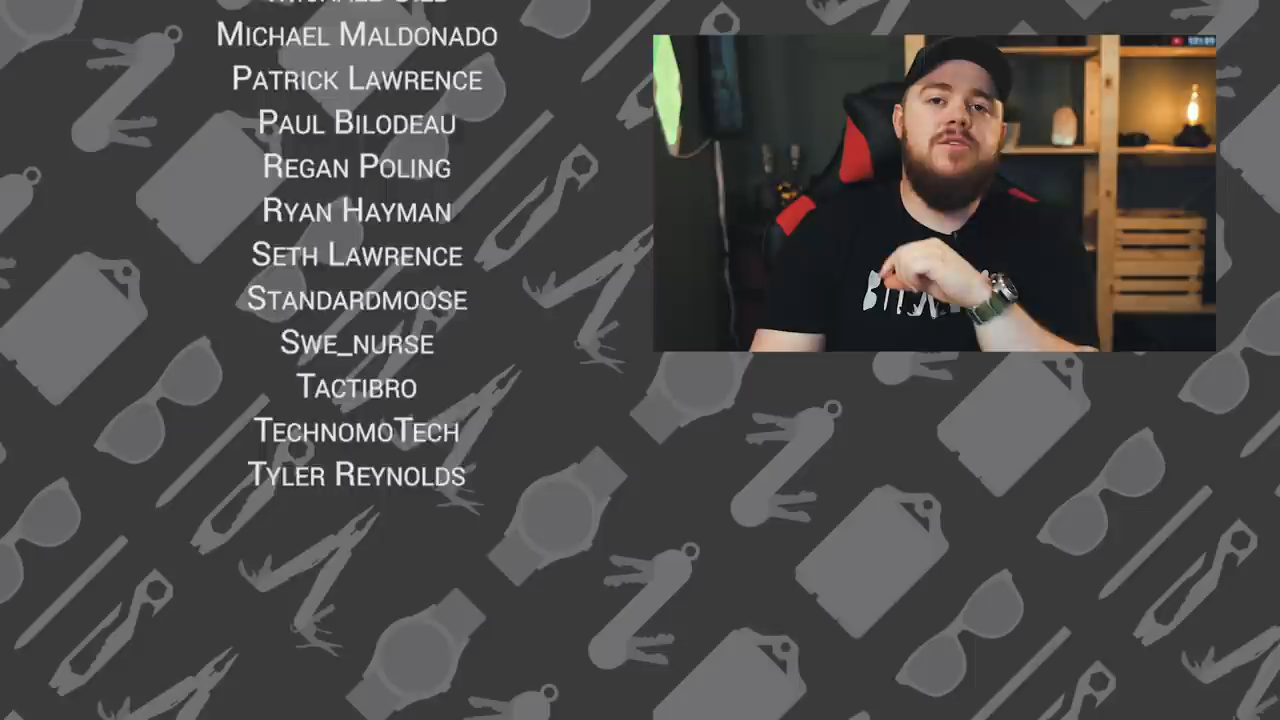 Michael Maldonado
Patrick Lawrence
Paul Bilodeau
Regan Poling
Ryan Hayman
Seth Lawrence
Standardmoose
Swe_nurse
Tactibro
TechnomoTech
Tyler Reynolds